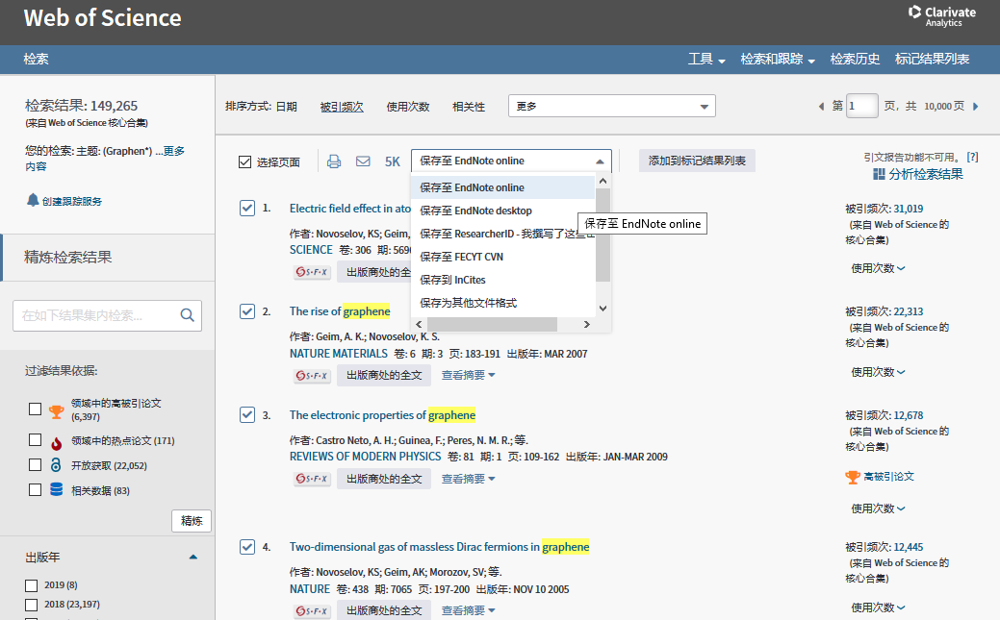 Web of Science
Clarivate
Analytics
检索
工具
检索和跟踪
检索历史
标记结果列表
检索结果: 149,265
(来自 Web of Science 核心合集)
您的检索: 主题: (Graphen*) ...更多
内容
创建跟踪服务
精炼检索结果
在如下结果集内检索...
过滤结果依据:
领域中的高被引论文
(6,397)
领域中的热点论文 (171)
开放获取 (22,052)
相关数据 (83)
精炼
出版年
2019 (8)
2018 (23,197)
排序方式: 日期
被引频次
使用次数
相关性
更多
第 1 页, 共 10,000 页
选择页面
5K
保存至 EndNote online
添加到标记结果列表
引文报告功能不可用。 [?]
分析检索结果
保存至 EndNote online
保存至 EndNote desktop
保存至 ResearcherID - 我撰写了这些
保存至 FECYT CVN
保存到 InCites
保存为其他文件格式
保存至 EndNote online
1. Electric field effect in ato
作者: Novoselov, KS; Geim,
SCIENCE 卷: 306 期: 569
S·F·X 出版商处的全
被引频次: 31,019
(来自 Web of Science 的
核心合集)
使用次数
2. The rise of graphene
作者: Geim, A. K.; Novoselov, K. S.
NATURE MATERIALS 卷: 6 期: 3 页: 183-191 出版年: MAR 2007
S·F·X 出版商处的全文 查看摘要
被引频次: 22,313
(来自 Web of Science 的
核心合集)
使用次数
3. The electronic properties of graphene
作者: Castro Neto, A. H.; Guinea, F.; Peres, N. M. R.; 等.
REVIEWS OF MODERN PHYSICS 卷: 81 期: 1 页: 109-162 出版年: JAN-MAR 2009
S·F·X 出版商处的全文 查看摘要
被引频次: 12,678
(来自 Web of Science 的
核心合集)
高被引论文
使用次数
4. Two-dimensional gas of massless Dirac fermions in graphene
作者: Novoselov, KS; Geim, AK; Morozov, SV; 等.
NATURE 卷: 438 期: 7065 页: 197-200 出版年: NOV 10 2005
S·F·X 出版商处的全文 查看摘要
被引频次: 12,445
(来自 Web of Science 的
核心合集)
使用次数